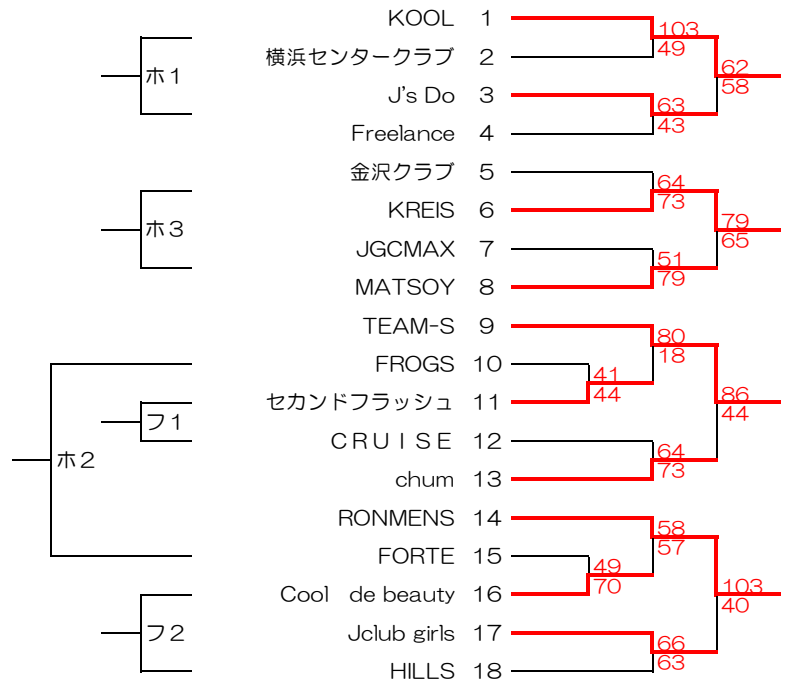 KOOL 1
103
横浜センタークラブ 2
49
62
ホ1
58
J's Do 3
63
Freelance 4
43
金沢クラブ 5
64
KREIS 6
73
79
ホ3
65
JGCMAX 7
51
MATSOY 8
79
TEAM-S 9
80
18
FROGS 10
41
セカンドフラッシュ 11
44
86
フ1
44
CRUISE 12
64
ホ2
chum 13
73
RONMENS 14
58
57
FORTE 15
49
Cool de beauty 16
70
103
40
フ2
Jclub girls 17
66
HILLS 18
63